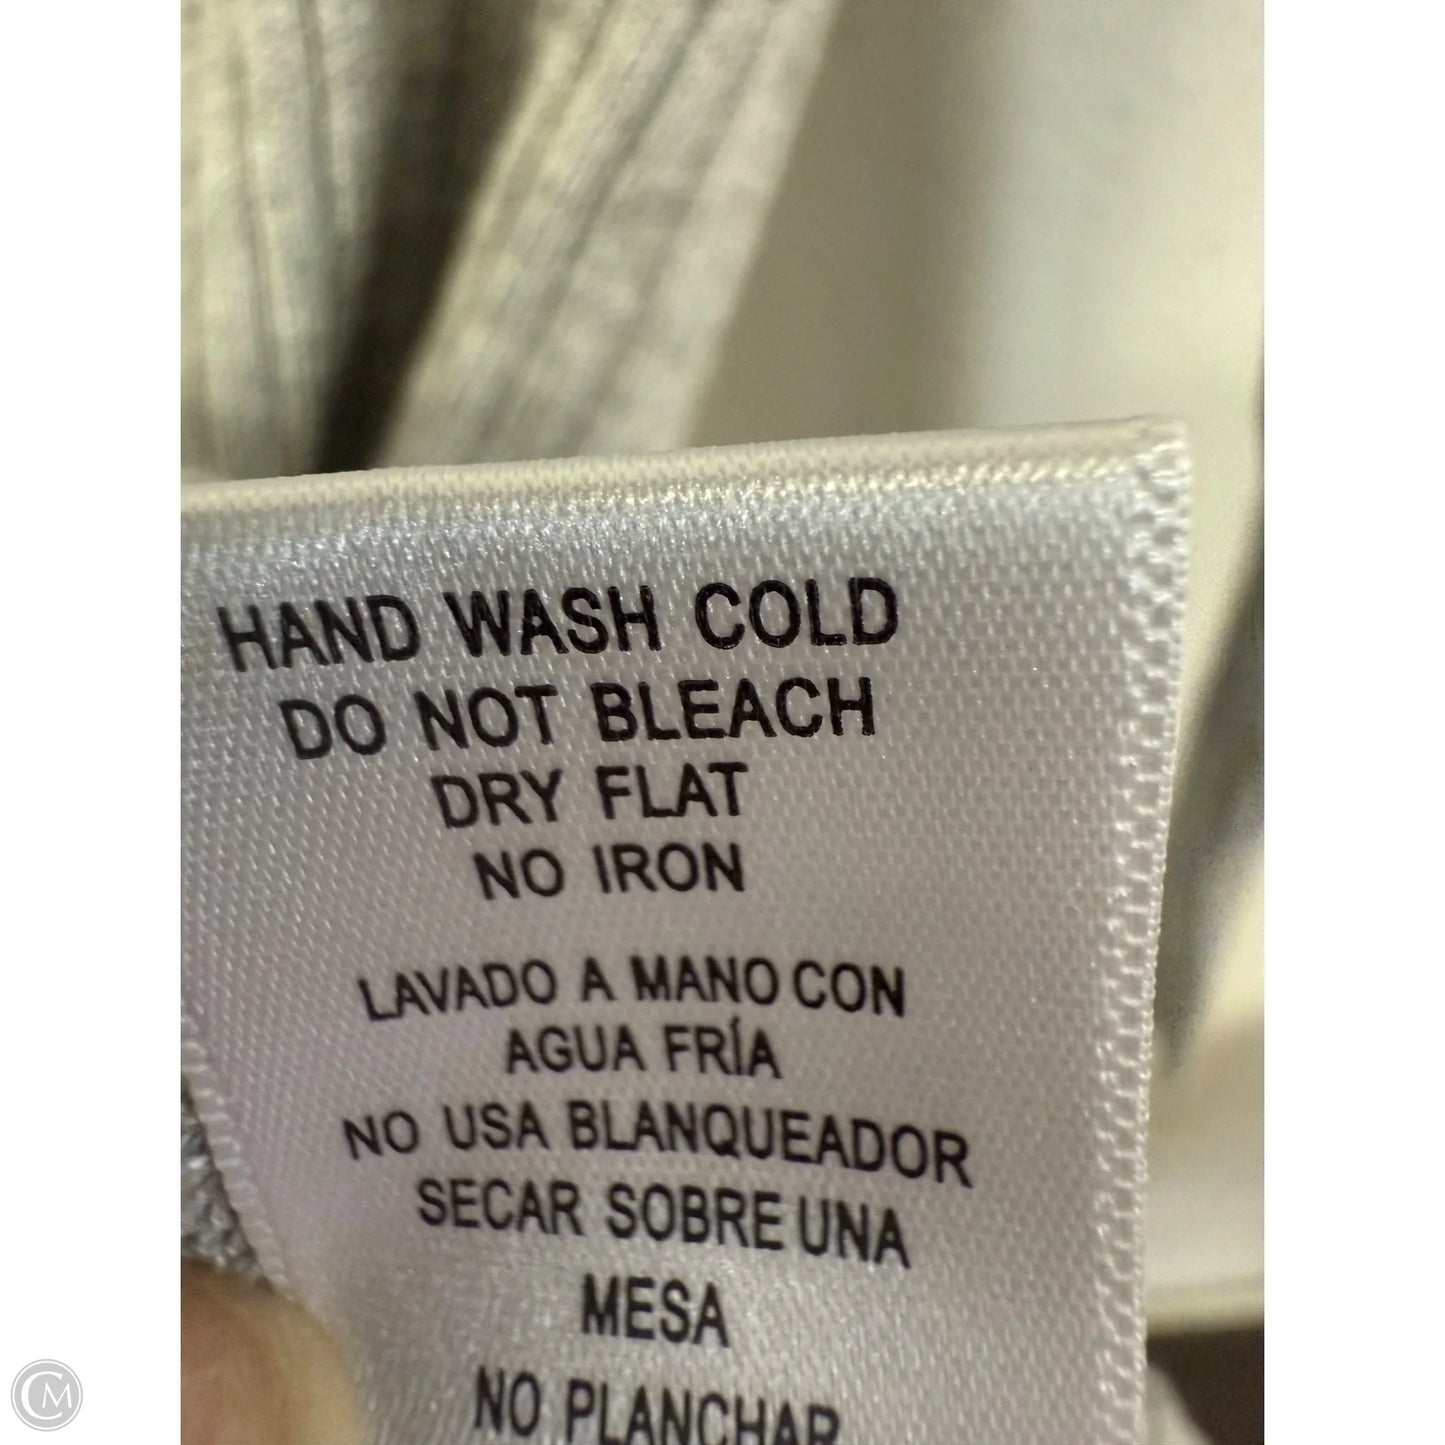 HAND WASH COLD
DO NOT BLEACH
DRY FLAT
NO IRON
LAVADO A MANO CON
AGUA FRÍA
NO USA BLANQUEADOR
SECAR SOBRE UNA
MESA
NO PLANCHAR
CM